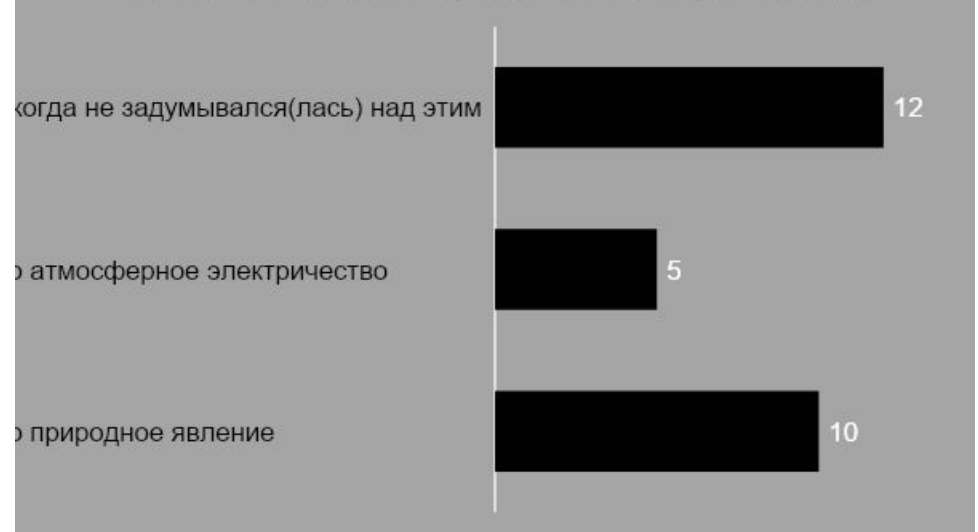 когда не задумывался(лась) над этим
12
о атмосферное электричество
5
о природное явление
10